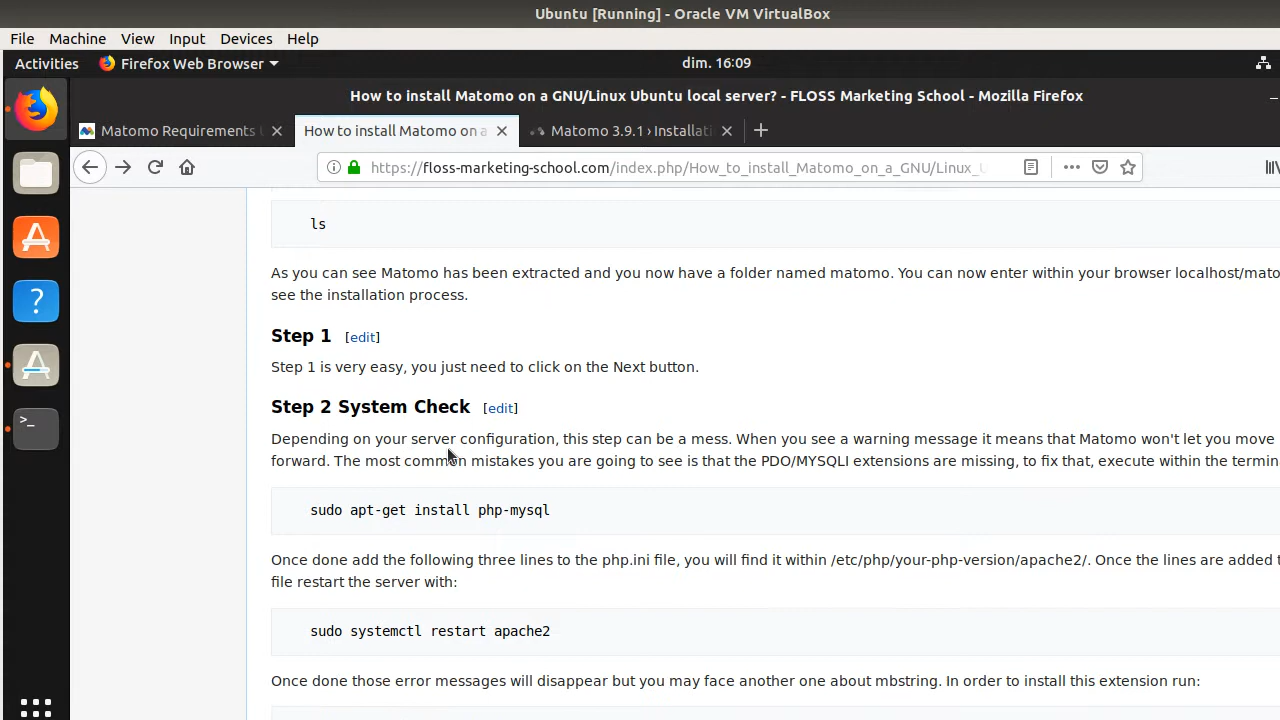 Ubuntu [Running] - Oracle VM VirtualBox
File Machine View Input Devices Help
Activities Firefox Web Browser dim. 16:09
How to install Matomo on a GNU/Linux Ubuntu local server? - FLOSS Marketing School - Mozilla Firefox
Matomo Requirements How to install Matomo on a Matomo 3.9.1 › Installati
https://floss-marketing-school.com/index.php/How_to_install_Matomo_on_a_GNU/Linux_U
ls
As you can see Matomo has been extracted and you now have a folder named matomo. You can now enter within your browser localhost/mato
see the installation process.
Step 1 [edit]
Step 1 is very easy, you just need to click on the Next button.
Step 2 System Check [edit]
Depending on your server configuration, this step can be a mess. When you see a warning message it means that Matomo won't let you move
forward. The most common mistakes you are going to see is that the PDO/MYSQLI extensions are missing, to fix that, execute within the termin
sudo apt-get install php-mysql
Once done add the following three lines to the php.ini file, you will find it within /etc/php/your-php-version/apache2/. Once the lines are added t
file restart the server with:
sudo systemctl restart apache2
Once done those error messages will disappear but you may face another one about mbstring. In order to install this extension run: